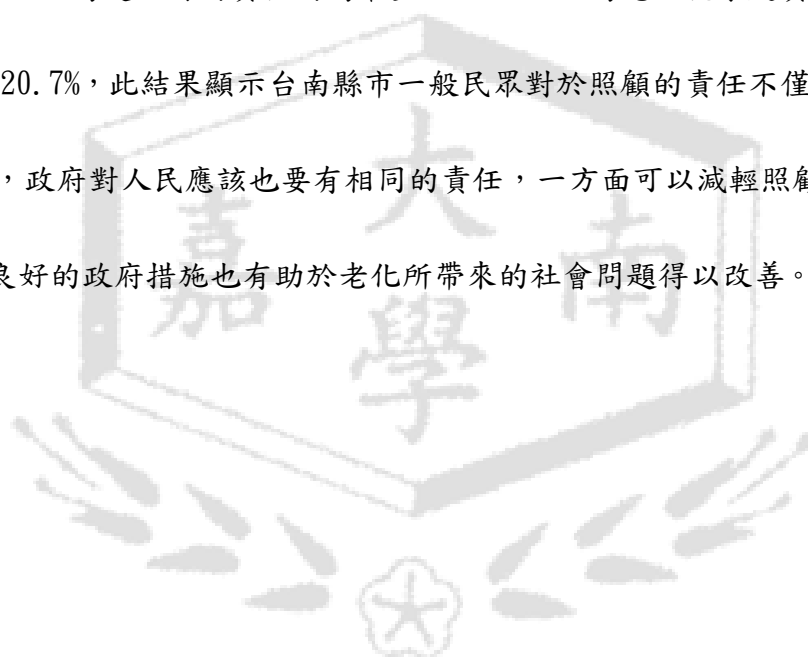 20.7%，此結果顯示台南縣市一般民眾對於照顧的責任不僅
，政府對人民應該也要有相同的責任，一方面可以減輕照顧
良好的政府措施也有助於老化所帶來的社會問題得以改善。
大
嘉 南
學